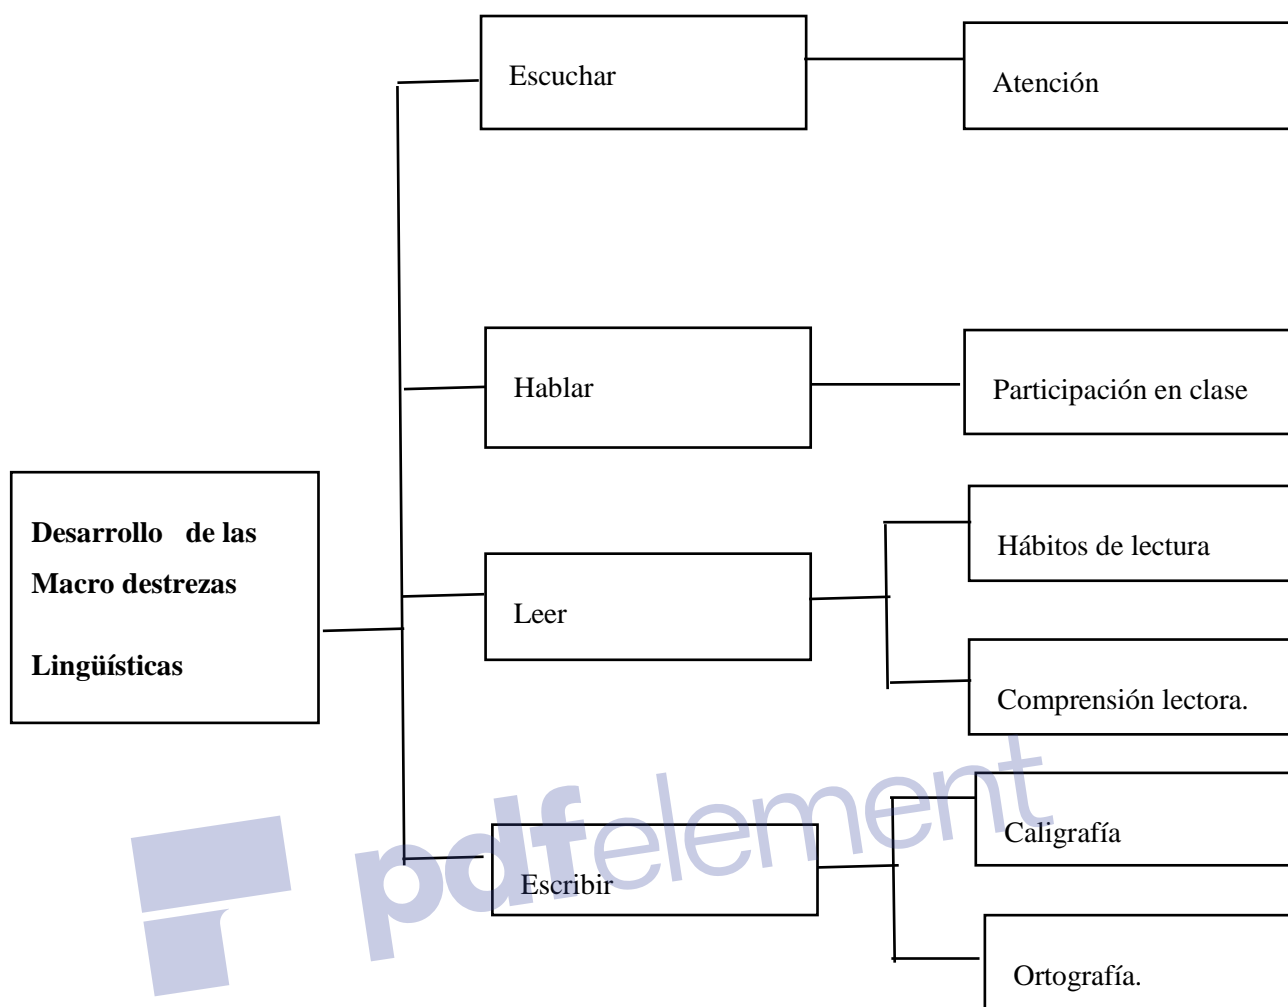 Escuchar
Atención
Hablar
Participación en clase
Desarrollo de las
Macro destrezas
Lingüísticas
Leer
Hábitos de lectura
Comprensión lectora.
Escribir
Caligrafía
Ortografía.
pdfelement